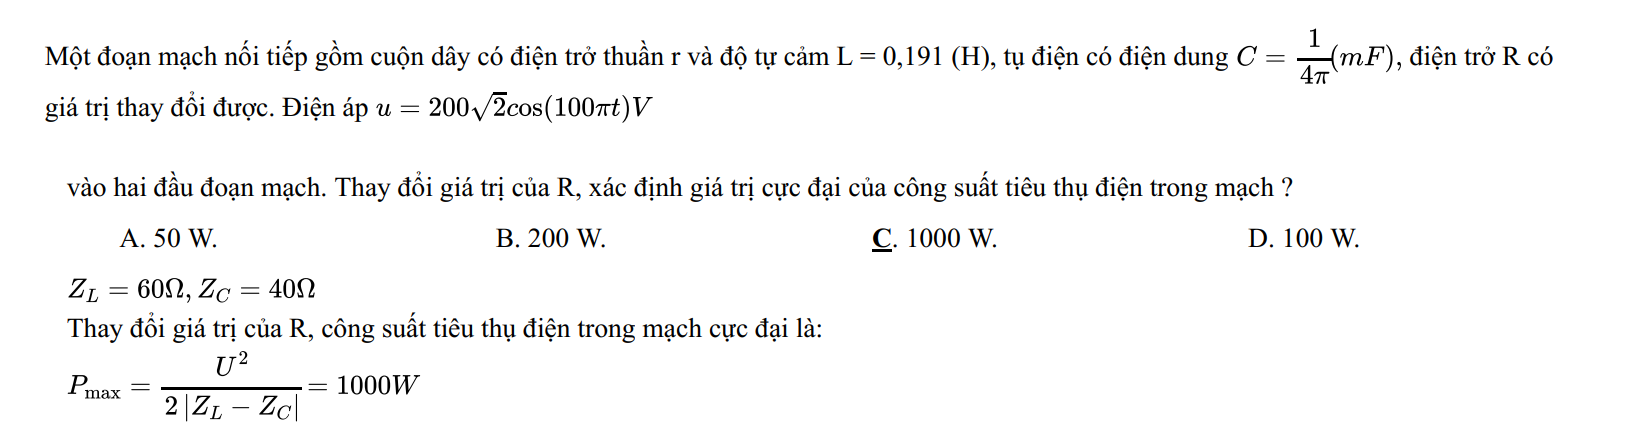 Một đoạn mạch nối tiếp gồm cuộn dây có điện trở thuần r và độ tự cảm L = 0,191 (H), tụ điện có điện dung $C = \frac{1}{4\pi}(mF)$, điện trở R có
giá trị thay đổi được. Điện áp $u = 200\sqrt{2}cos(100\pi t)V$
vào hai đầu đoạn mạch. Thay đổi giá trị của R, xác định giá trị cực đại của công suất tiêu thụ điện trong mạch ?
A. 50 W. B. 200 W. C. 1000 W. D. 100 W.
$Z_L = 60\Omega, Z_C = 40\Omega$
Thay đổi giá trị của R, công suất tiêu thụ điện trong mạch cực đại là:
$P_{\max} = \frac{U^2}{2|Z_L - Z_C|} = 1000W$